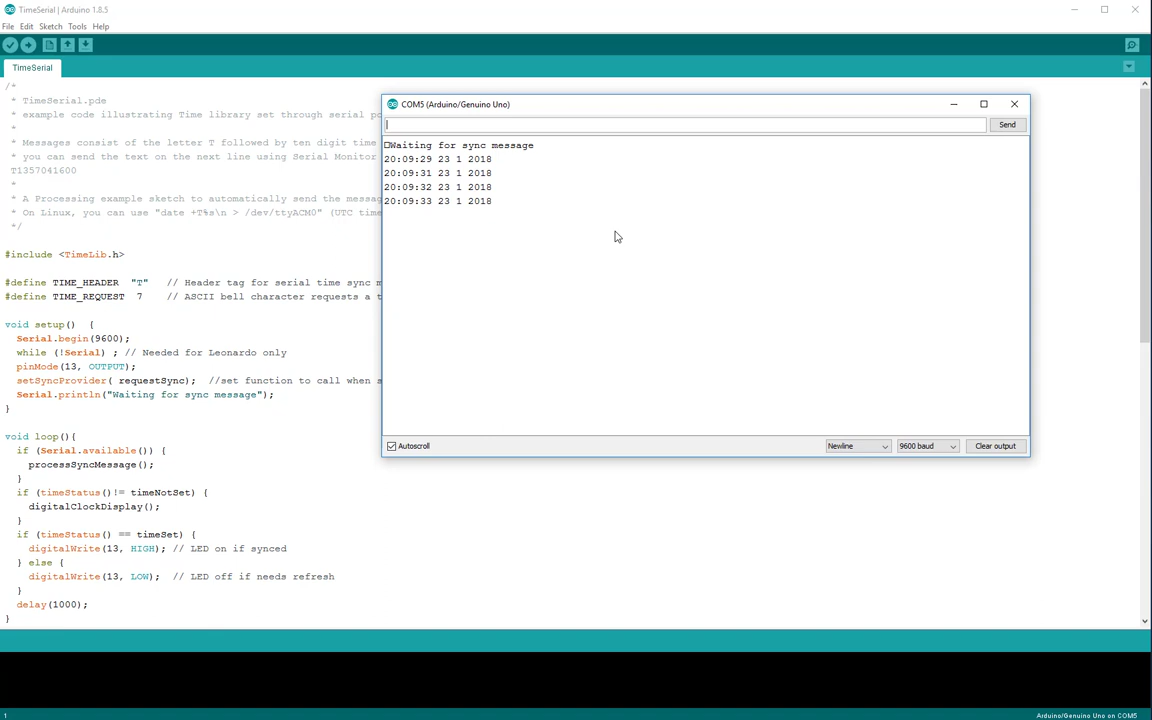 TimeSerial | Arduino 1.8.5
File Edit Sketch Tools Help
TimeSerial
/*
* TimeSerial.pde
* example code illustrating Time library set through serial
*
* Messages consist of the letter T followed by ten digit time
* you can send the text on the next line using Serial Monitor
T1357041600
*
* A Processing example sketch to automatically send the
* On Linux, you can use "date +T%s\n > /dev/ttyACM0" (UTC
*/
#include <TimeLib.h>
#define TIME_HEADER "T" // Header tag for serial time sync
#define TIME_REQUEST 7 // ASCII bell character requests a
void setup() {
Serial.begin(9600);
while (!Serial) ; // Needed for Leonardo only
pinMode(13, OUTPUT);
setSyncProvider( requestSync); //set function to call when
Serial.println("Waiting for sync message");
}
void loop(){
if (Serial.available()) {
processSyncMessage();
}
if (timeStatus()!= timeNotSet) {
digitalClockDisplay();
}
if (timeStatus() == timeSet) {
digitalWrite(13, HIGH); // LED on if synced
} else {
digitalWrite(13, LOW); // LED off if needs refresh
}
delay(1000);
}
COM5 (Arduino/Genuino Uno)
Send
□Waiting for sync message
20:09:29 23 1 2018
20:09:31 23 1 2018
20:09:32 23 1 2018
20:09:33 23 1 2018
Autoscroll
Newline
9600 baud
Clear output
1
Arduino/Genuino Uno on COM5